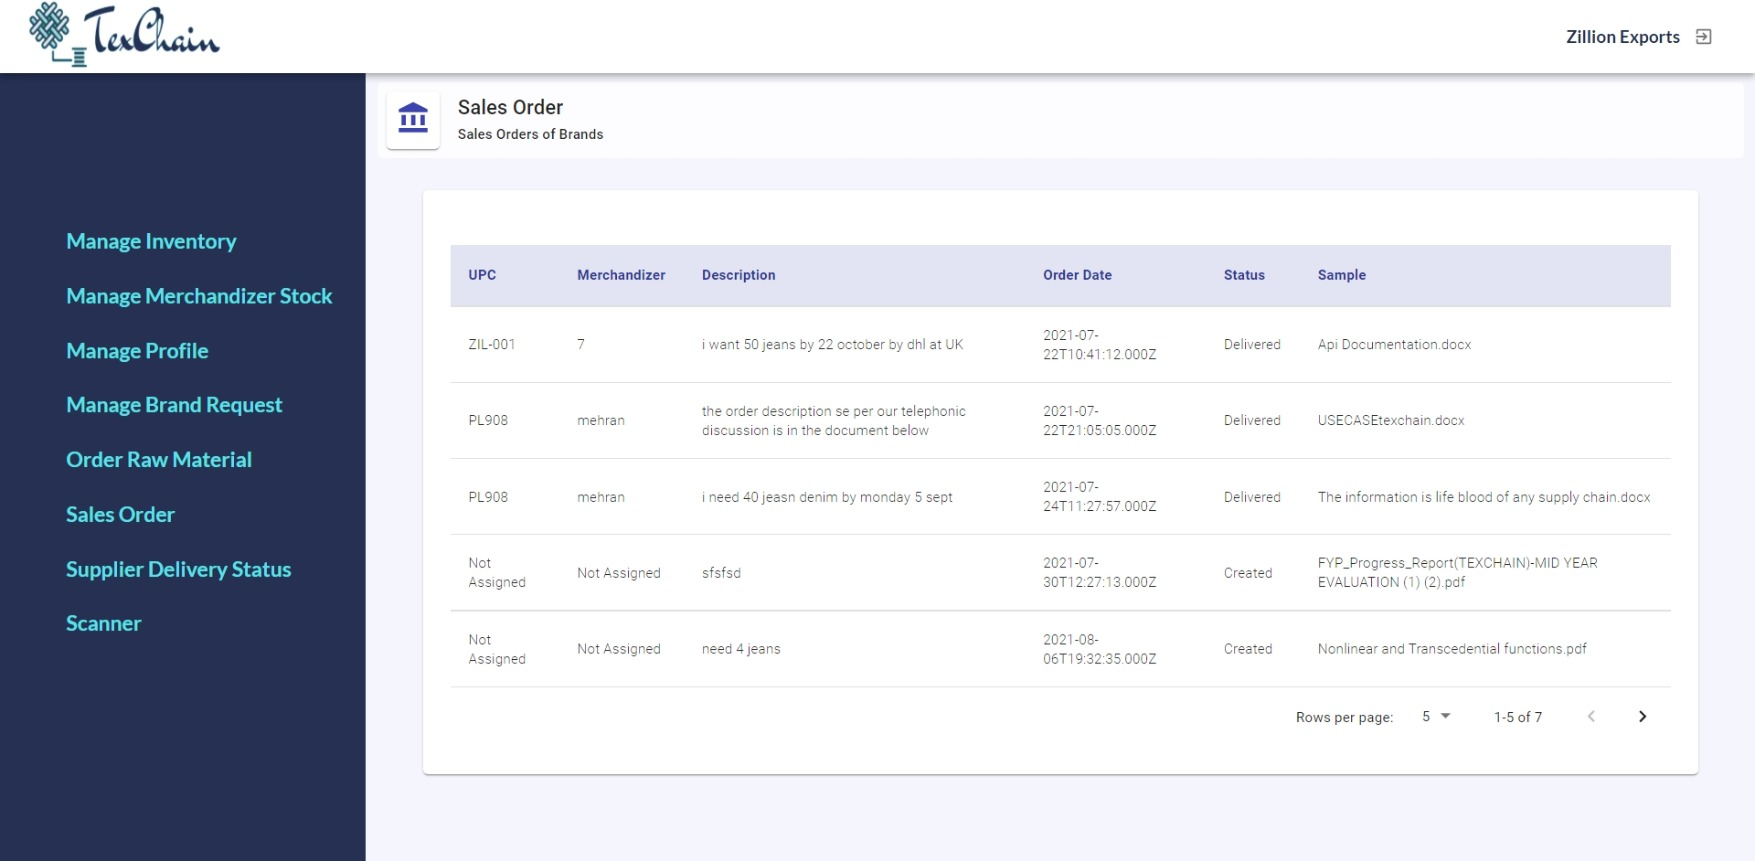 TexChain
Zillion Exports
Sales Order
Sales Orders of Brands
Manage Inventory
Manage Merchandizer Stock
Manage Profile
Manage Brand Request
Order Raw Material
Sales Order
Supplier Delivery Status
Scanner
UPC Merchandizer Description Order Date Status Sample
ZIL-001 7 i want 50 jeans by 22 october by dhl at UK 2021-07-
22T10:41:12.000Z Delivered Api Documentation.docx
PL908 mehran the order description se per our telephonic
discussion is in the document below 2021-07-
22T21:05:05.000Z Delivered USECASEtexchain.docx
PL908 mehran i need 40 jeasn denim by monday 5 sept 2021-07-
24T11:27:57.000Z Delivered The information is life blood of any supply chain.docx
Not
Assigned Not Assigned sfsfsd 2021-07-
30T12:27:13.000Z Created FYP_Progress_Report(TEXCHAIN)-MID YEAR
EVALUATION (1) (2).pdf
Not
Assigned Not Assigned need 4 jeans 2021-08-
06T19:32:35.000Z Created Nonlinear and Transcedential functions.pdf
Rows per page: 5 1-5 of 7